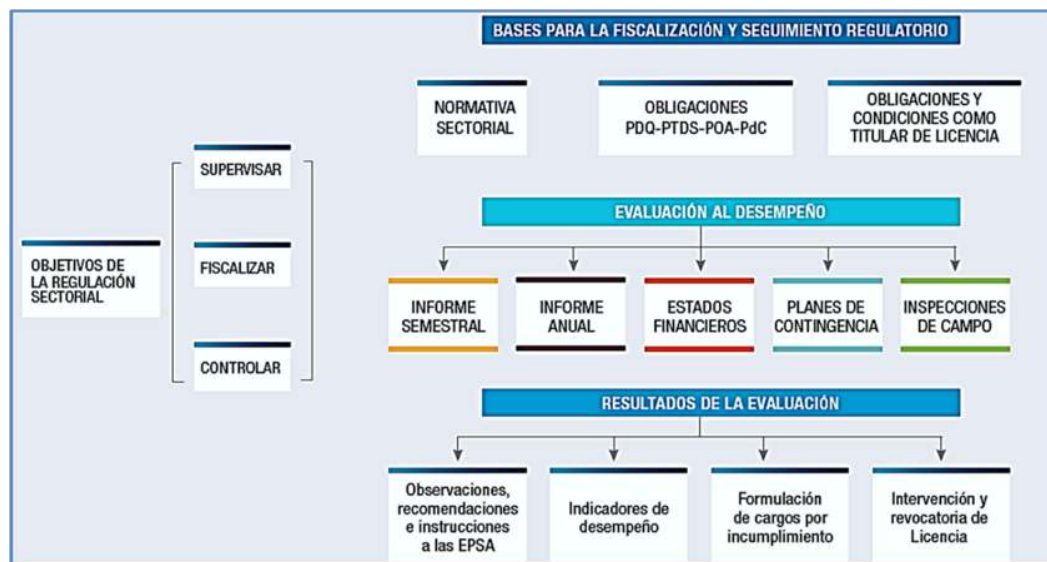 BASES PARA LA FISCALIZACIÓN Y SEGUIMIENTO REGULATORIO
NORMATIVA
SECTORIAL
OBLIGACIONES
PDQ-PTDS-POA-PdC
OBLIGACIONES Y
CONDICIONES COMO
TITULAR DE LICENCIA
OBJETIVOS DE
LA REGULACIÓN
SECTORIAL
SUPERVISAR
FISCALIZAR
CONTROLAR
EVALUACIÓN AL DESEMPEÑO
INFORME
SEMESTRAL
INFORME
ANUAL
ESTADOS
FINANCIEROS
PLANES DE
CONTINGENCIA
INSPECCIONES
DE CAMPO
RESULTADOS DE LA EVALUACIÓN
Observaciones,
recomendaciones
e instrucciones
a las EPSA
Indicadores de
desempeño
Formulación
de cargos por
incumplimiento
Intervención y
revocatoria de
Licencia